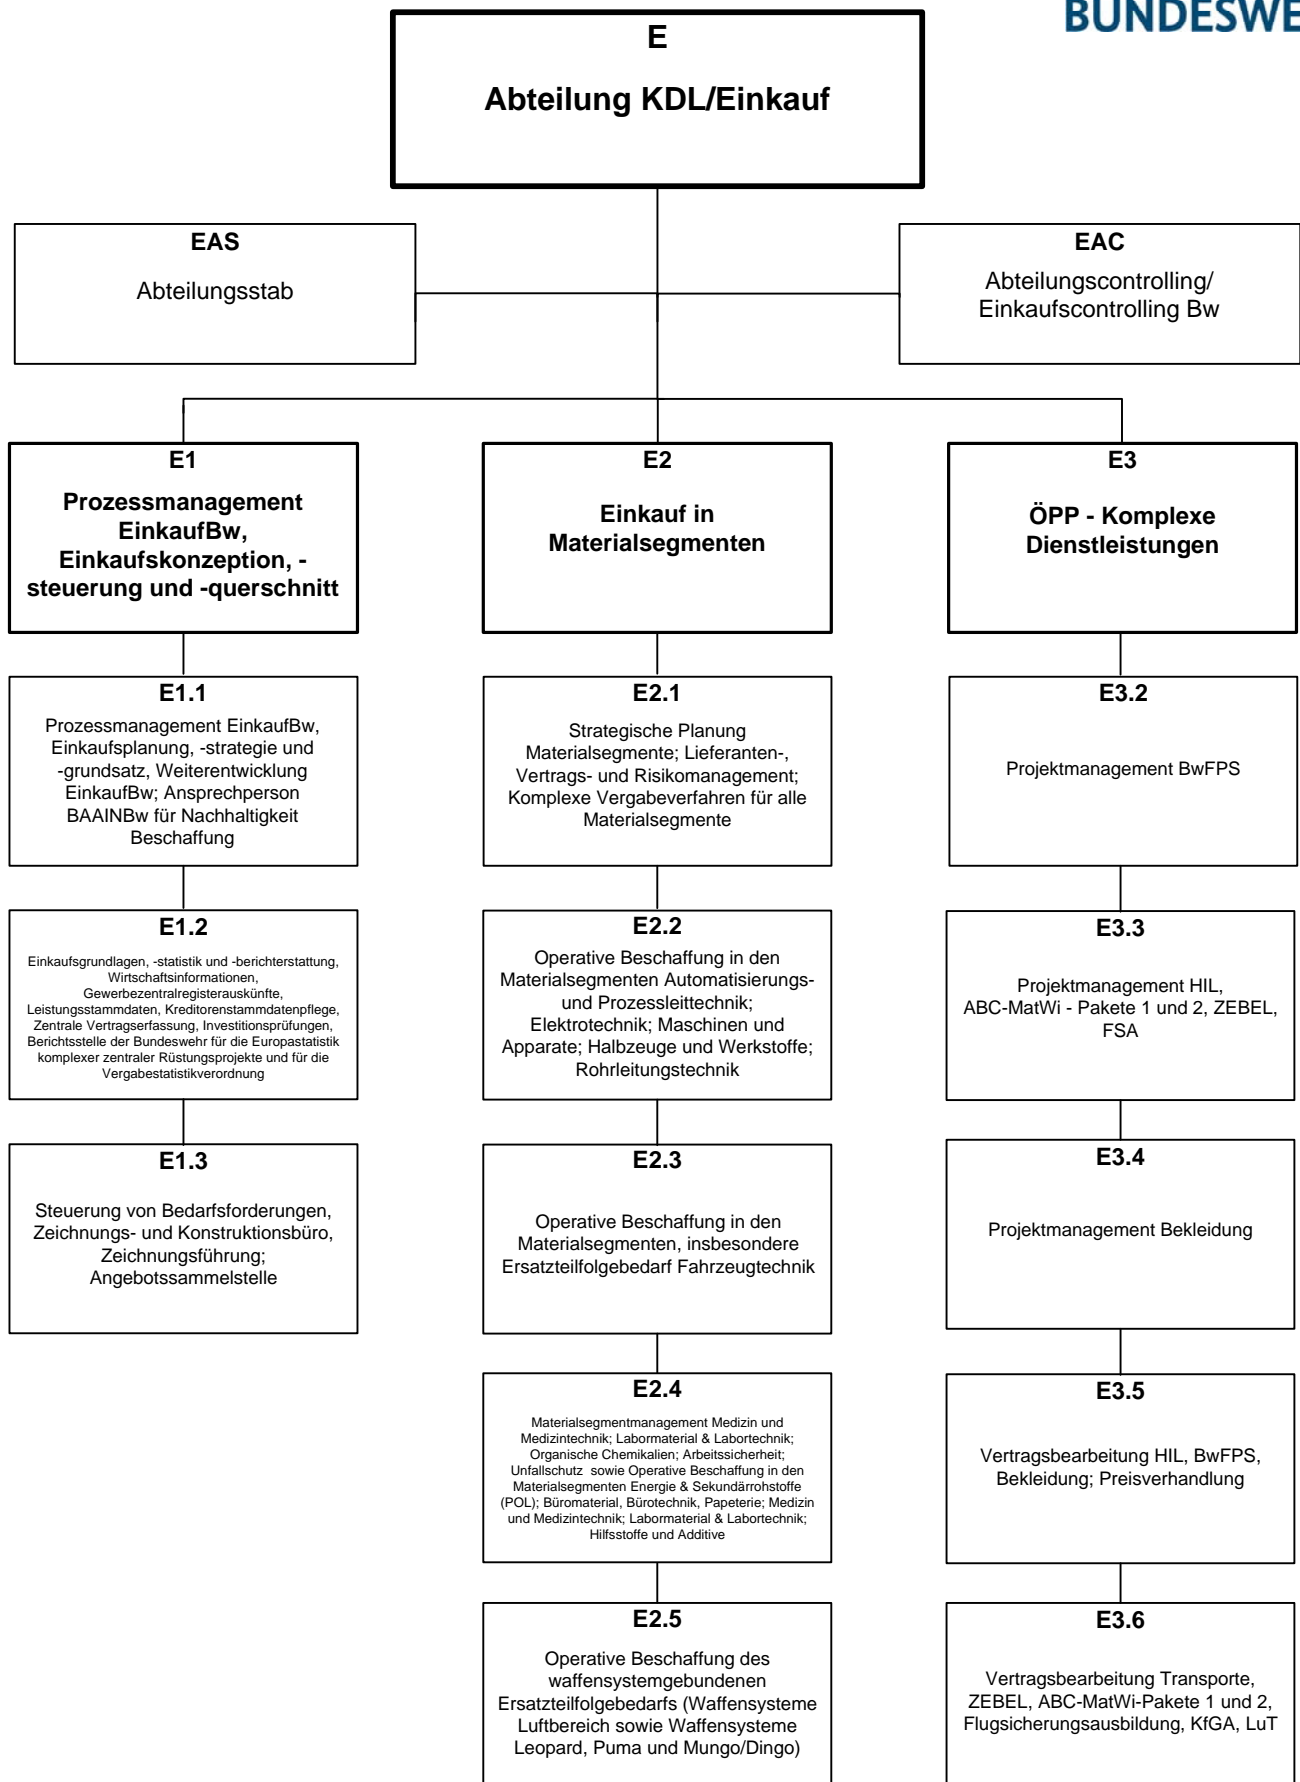 BUNDESWE
E
Abteilung KDL/Einkauf
EAS
Abteilungsstab
EAC
Abteilungscontrolling/
Einkaufscontrolling Bw
E1
Prozessmanagement
EinkaufBw,
Einkaufskonzeption, -
steuerung und -querschnitt
E2
Einkauf in
Materialsegmenten
E3
ÖPP - Komplexe
Dienstleistungen
E1.1
Prozessmanagement EinkaufBw,
Einkaufsplanung, -strategie und
-grundsatz, Weiterentwicklung
EinkaufBw; Ansprechperson
BAAINBw für Nachhaltigkeit
Beschaffung
E2.1
Strategische Planung
Materialsegmente; Lieferanten-,
Vertrags- und Risikomanagement;
Komplexe Vergabeverfahren für alle
Materialsegmente
E3.2
Projektmanagement BwFPS
E1.2
Einkaufsgrundlagen, -statistik und -berichterstattung,
Wirtschaftsinformationen,
Gewerbezentralregisterauskünfte,
Leistungsstammdaten, Kreditorenstammdatenpflege,
Zentrale Vertragserfassung, Investitionsprüfungen,
Berichtsstelle der Bundeswehr für die Europastatistik
komplexer zentraler Rüstungsprojekte und für die
Vergabestatistikverordnung
E2.2
Operative Beschaffung in den
Materialsegmenten Automatisierungs-
und Prozessleittechnik;
Elektrotechnik; Maschinen und
Apparate; Halbzeuge und Werkstoffe;
Rohrleitungstechnik
E3.3
Projektmanagement HIL,
ABC-MatWi - Pakete 1 und 2, ZEBEL,
FSA
E1.3
Steuerung von Bedarfsforderungen,
Zeichnungs- und Konstruktionsbüro,
Zeichnungsführung;
Angebotssammelstelle
E2.3
Operative Beschaffung in den
Materialsegmenten, insbesondere
Ersatzteilfolgebedarf Fahrzeugtechnik
E3.4
Projektmanagement Bekleidung
E2.4
Materialsegmentmanagement Medizin und
Medizintechnik; Labormaterial & Labortechnik;
Organische Chemikalien; Arbeitssicherheit;
Unfallschutz sowie Operative Beschaffung in den
Materialsegmenten Energie & Sekundärrohstoffe
(POL); Büromaterial, Bürotechnik, Papeterie; Medizin
und Medizintechnik; Labormaterial & Labortechnik;
Hilfsstoffe und Additive
E3.5
Vertragsbearbeitung HIL, BwFPS,
Bekleidung; Preisverhandlung
E2.5
Operative Beschaffung des
waffensystemgebundenen
Ersatzteilfolgebedarfs (Waffensysteme
Luftbereich sowie Waffensysteme
Leopard, Puma und Mungo/Dingo)
E3.6
Vertragsbearbeitung Transporte,
ZEBEL, ABC-MatWi-Pakete 1 und 2,
Flugsicherungsausbildung, KfGA, LuT